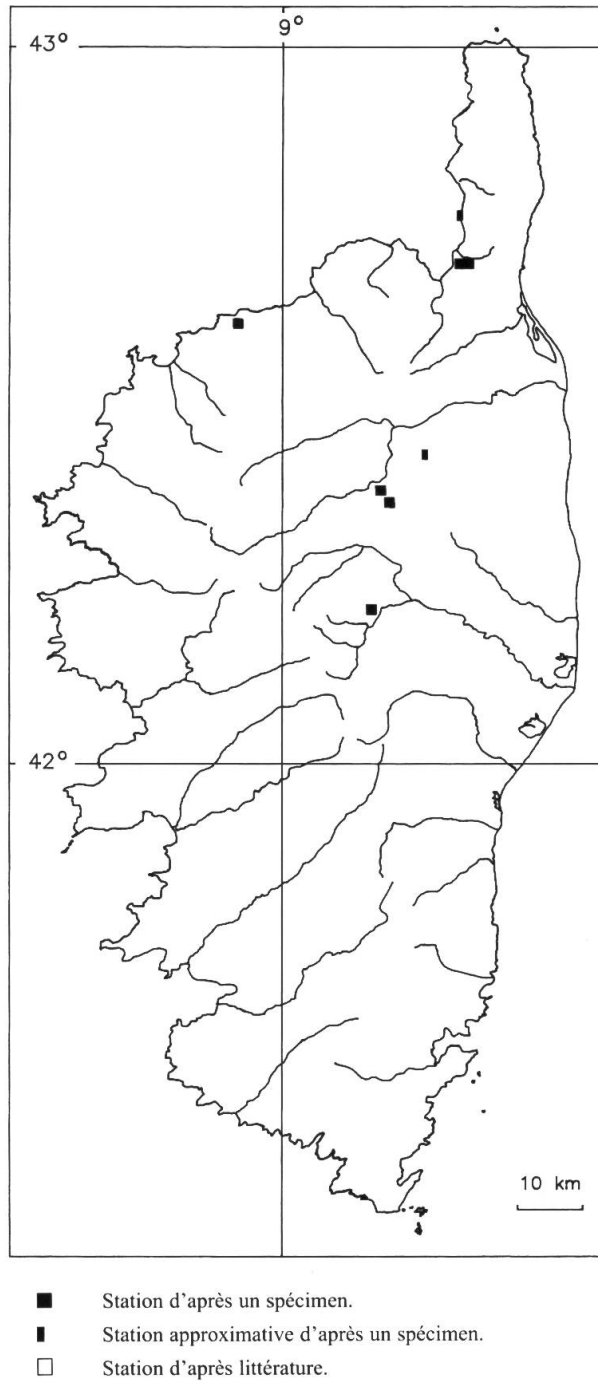 9°
43°
42°
10 km
Station d'après un spécimen.
Station approximative d'après un spécimen.
Station d'après littérature.